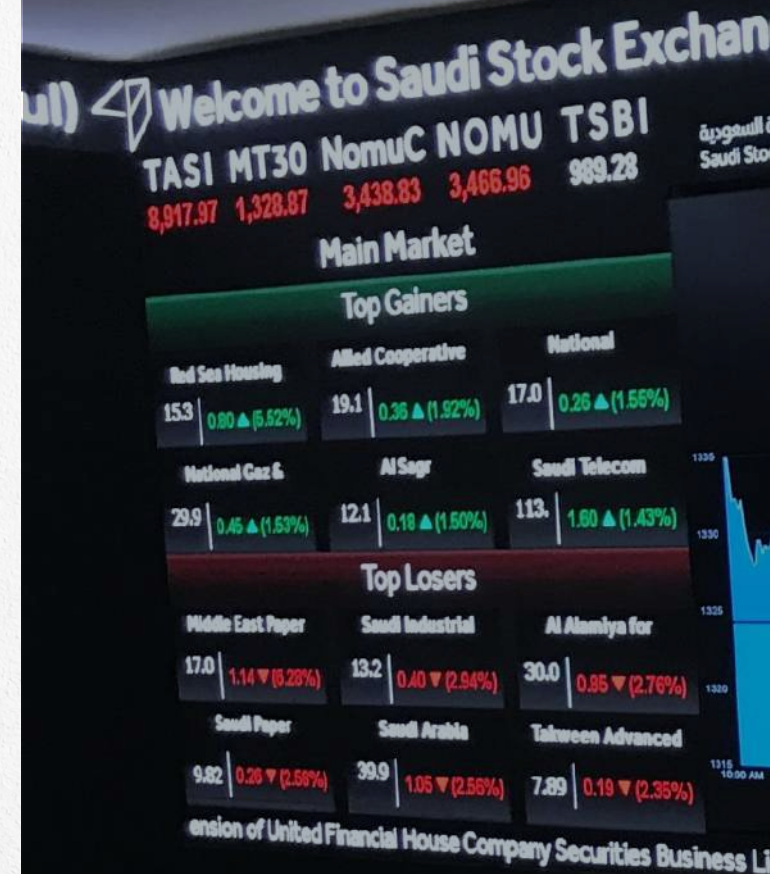 ul) Welcome to Saudi Stock Exchan
TASI MT30 NomuC NOMU TSBI
8,917.97 1,328.87 3,438.83 3,466.96 989.28
السعودية
Saudi Sto
Main Market
Top Gainers
Red Sea Housing Allied Cooperative National
15.3 0.80 ▲ (5.52%) 19.1 0.36 ▲ (1.92%) 17.0 0.26 ▲ (1.55%)
National Gaz & Al Sagr Saudi Telecom
29.9 0.45 ▲ (1.53%) 12.1 0.18 ▲ (1.50%) 113. 1.60 ▲ (1.43%)
Top Losers
Middle East Paper Saudi Industrial Al Alamiya for
17.0 1.14 ▼ (6.28%) 13.2 0.40 ▼ (2.94%) 30.0 0.85 ▼ (2.76%)
Saudi Paper Saudi Arabia Takween Advanced
9.82 0.26 ▼ (2.58%) 39.9 1.05 ▼ (2.56%) 7.89 0.19 ▼ (2.35%)
ension of United Financial House Company Securities Business Li
1335
1330
1325
1320
1315
10:00 AM